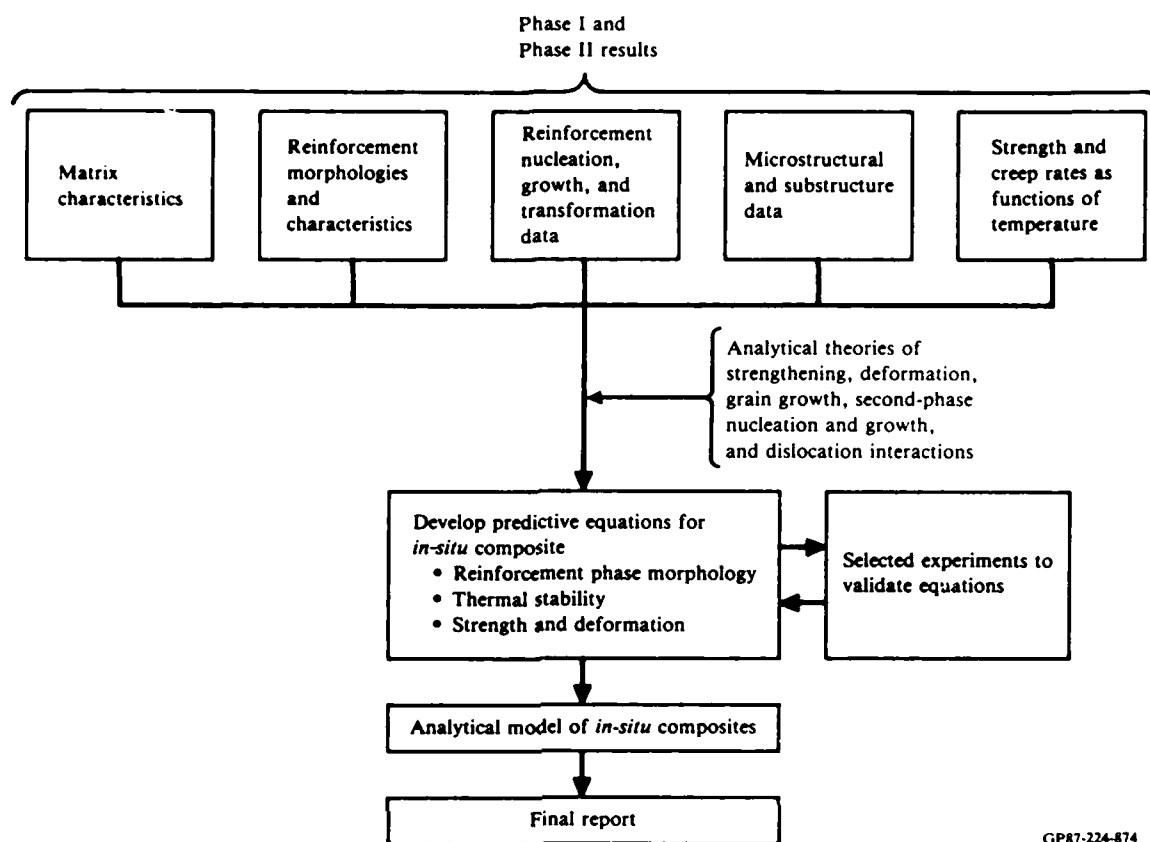 Phase I and
Phase II results
Matrix
characteristics
Reinforcement
morphologies
and
characteristics
Reinforcement
nucleation,
growth, and
transformation
data
Microstructural
and substructure
data
Strength and
creep rates as
functions of
temperature
Analytical theories of
strengthening, deformation,
grain growth, second-phase
nucleation and growth,
and dislocation interactions
Develop predictive equations for
in-situ composite
• Reinforcement phase morphology
• Thermal stability
• Strength and deformation
Selected experiments to
validate equations
Analytical model of in-situ composites
Final report
GP87-224-874